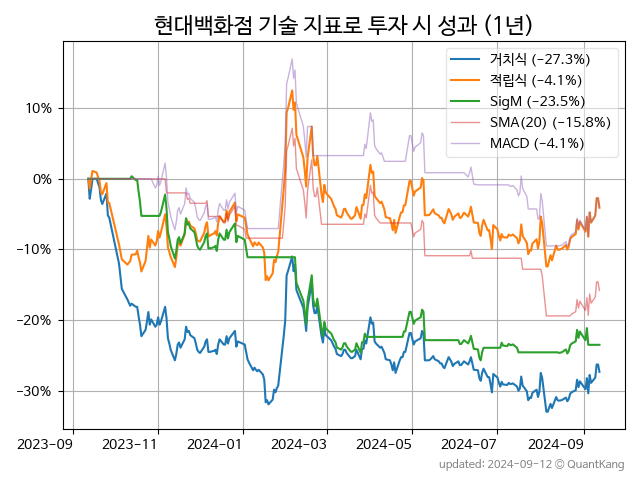 현대백화점 기술 지표로 투자 시 성과 (1년)
거치식 (-27.3%)
적립식 (-4.1%)
SigM (-23.5%)
SMA(20) (-15.8%)
MACD (-4.1%)
10%
0%
-10%
-20%
-30%
2023-09 2023-11 2024-01 2024-03 2024-05 2024-07 2024-09
updated: 2024-09-12 © QuantKang